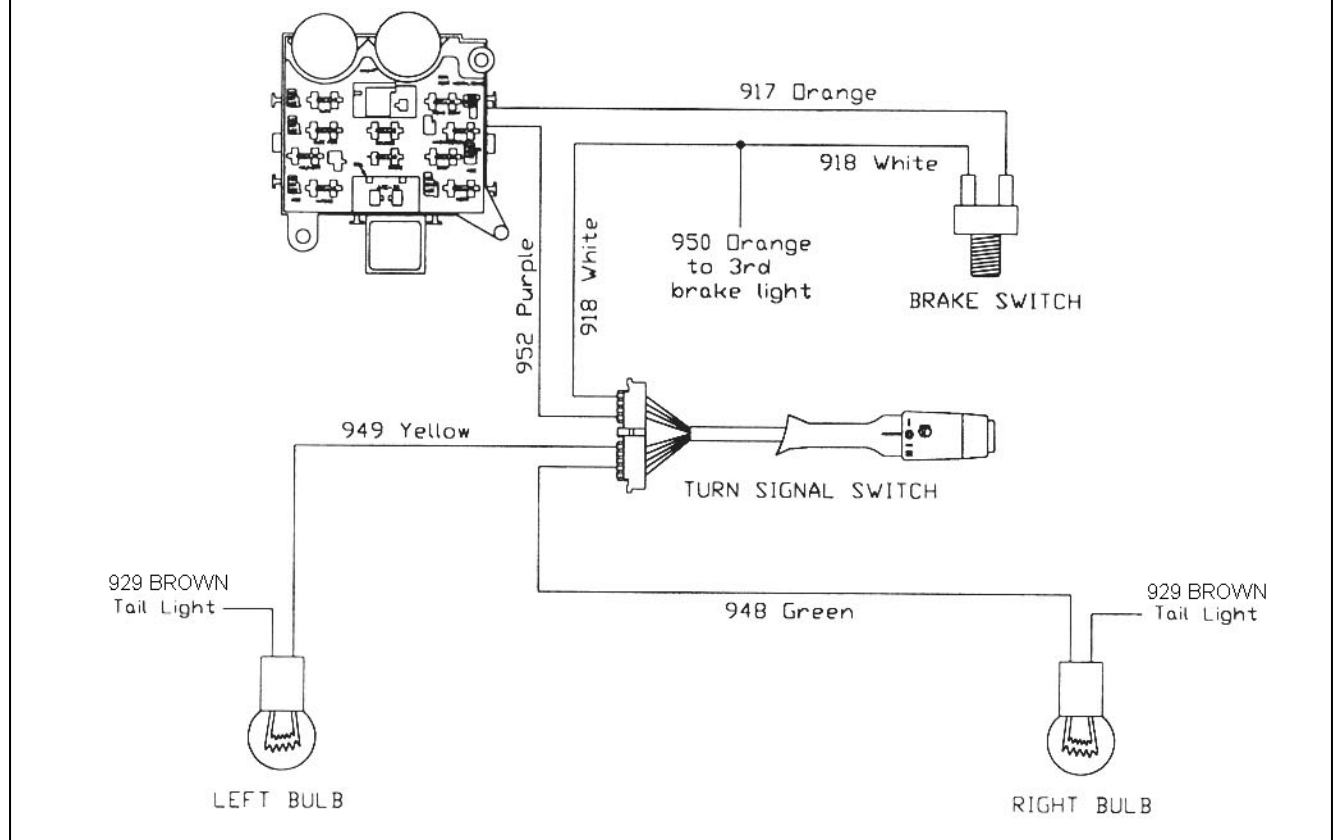 917 Orange
918 White
950 Orange
to 3rd
brake light
BRAKE SWITCH
952 Purple
918 White
949 Yellow
TURN SIGNAL SWITCH
929 BROWN
Tail Light
929 BROWN
Tail Light
948 Green
LEFT BULB
RIGHT BULB